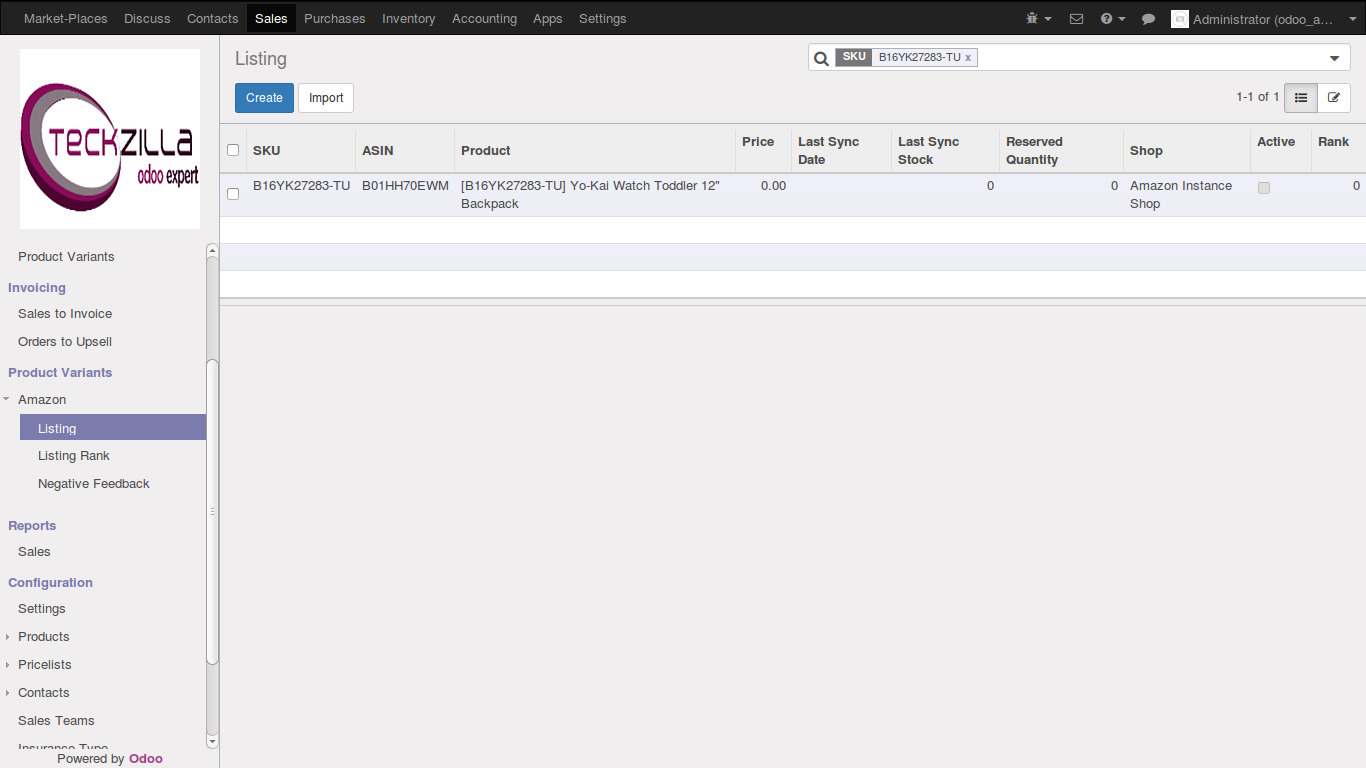 Market-Places Discuss Contacts Sales Purchases Inventory Accounting Apps Settings Administrator (odoo_a...
TECKZILLA
odoo expert
Product Variants
Invoicing
Sales to Invoice
Orders to Upsell
Product Variants
Amazon
Listing
Listing Rank
Negative Feedback
Reports
Sales
Configuration
Settings
Products
Pricelists
Contacts
Sales Teams
Insurance Type
Powered by Odoo
Listing
SKU B16YK27283-TU x
Create Import
1-1 of 1
SKU ASIN Product Price Last Sync Date Last Sync Stock Reserved Quantity Shop Active Rank
B16YK27283-TU B01HH70EWM [B16YK27283-TU] Yo-Kai Watch Toddler 12" Backpack 0.00 0 0 Amazon Instance Shop 0